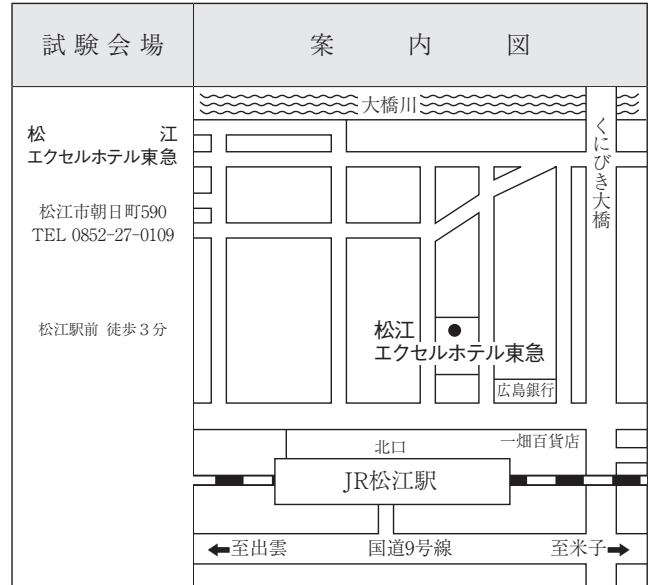 試験会場
案内図
松江
エクセルホテル東急
松江市朝日町590
TEL 0852-27-0109
松江駅前 徒歩3分
大橋川
くにびき大橋
松江
エクセルホテル東急
広島銀行
一畑百貨店
北口
JR松江駅
至出雲
国道9号線
至米子